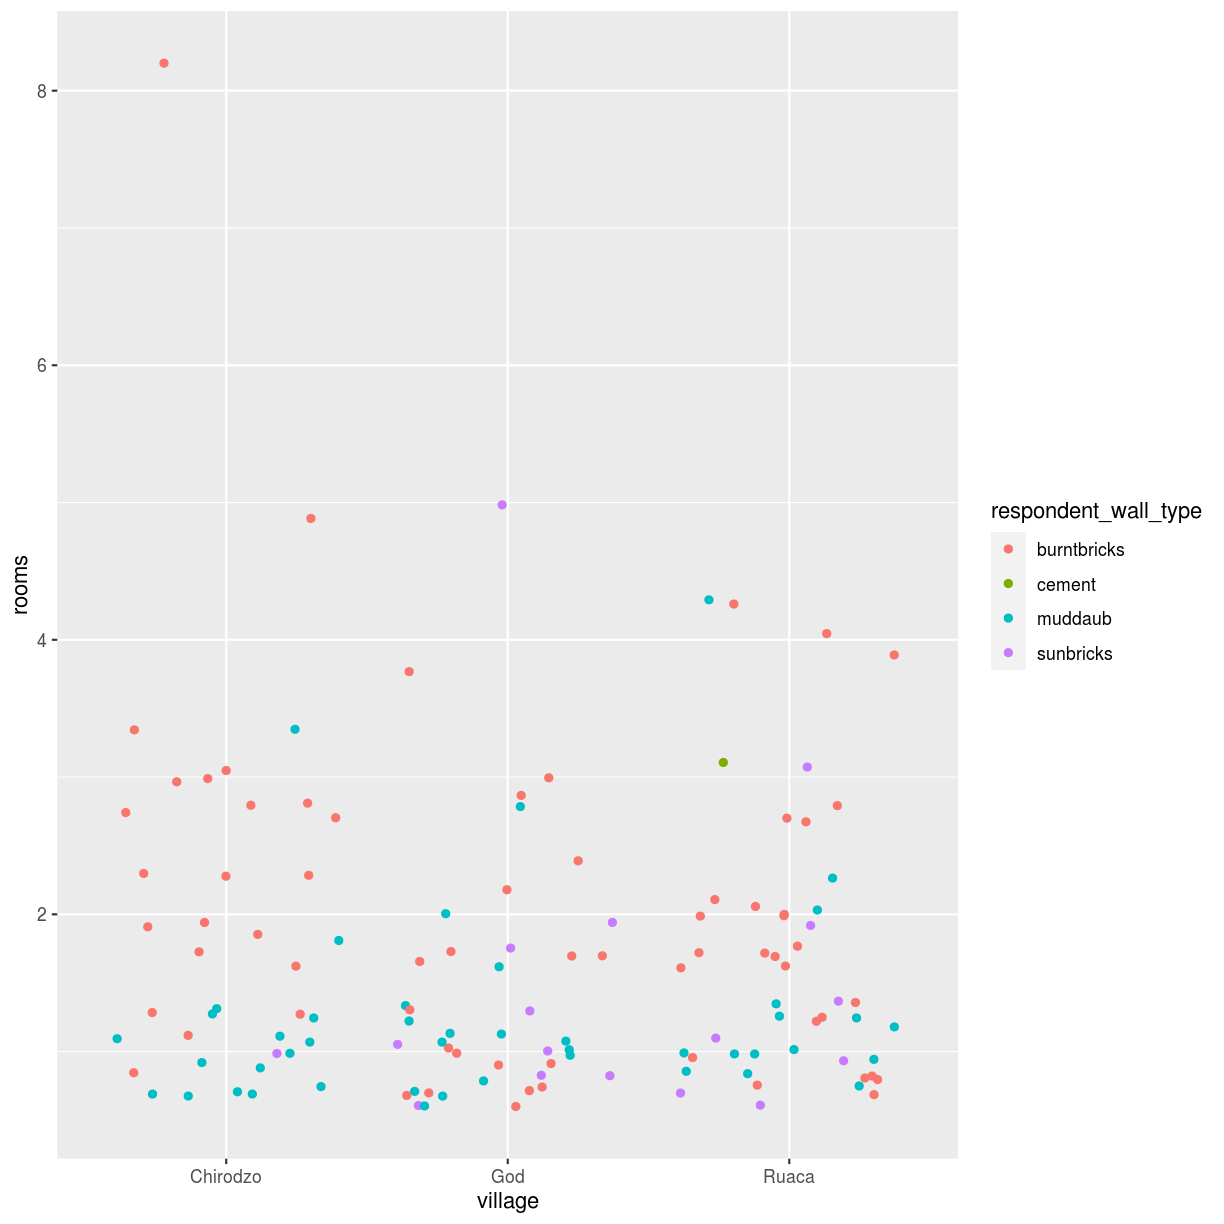 8
6
4
2
rooms
Chirodzo God Ruaca
village
respondent_wall_type
burntbricks
cement
muddaub
sunbricks